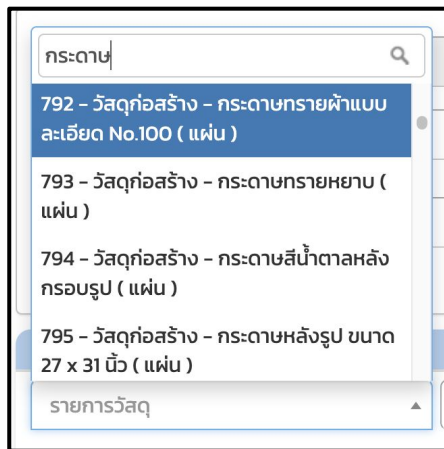 กระดาษ
792 - วัสดุก่อสร้าง - กระดาษทรายผ้าแบบ
ละเอียด No.100 ( แผ่น )
793 - วัสดุก่อสร้าง - กระดาษทรายหยาบ (
แผ่น )
794 - วัสดุก่อสร้าง - กระดาษสีน้ำตาลหลัง
กรอบรูป ( แผ่น )
795 - วัสดุก่อสร้าง - กระดาษหลังรูป ขนาด
27 x 31 นิ้ว ( แผ่น )
รายการวัสดุ